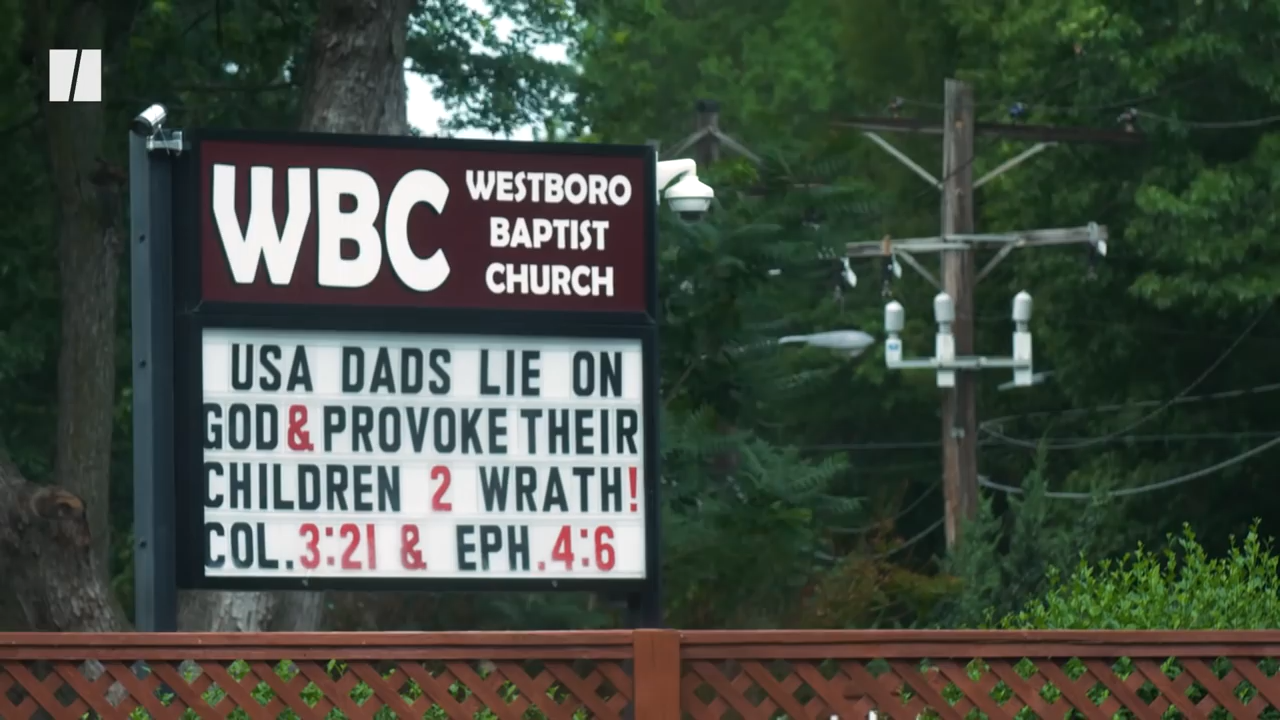 WBC
WESTBORO
BAPTIST
CHURCH
USA DADS LIE ON
GOD & PROVOKE THEIR
CHILDREN 2 WRATH!
COL.3:21 & EPH.4:6